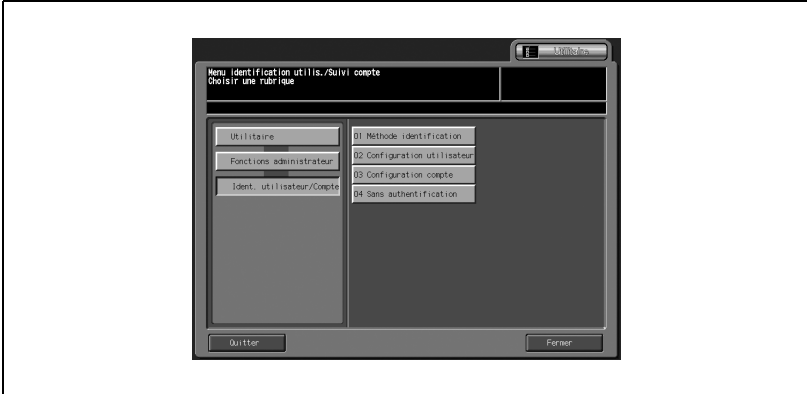 Utilitaire
Menu identification utilis./Suivi compte
Choisir une rubrique
Utilitaire
Fonctions administrateur
Ident. utilisateur/Compte
01 Méthode identification
02 Configuration utilisateur
03 Configuration compte
04 Sans authentification
Quitter
Fermer